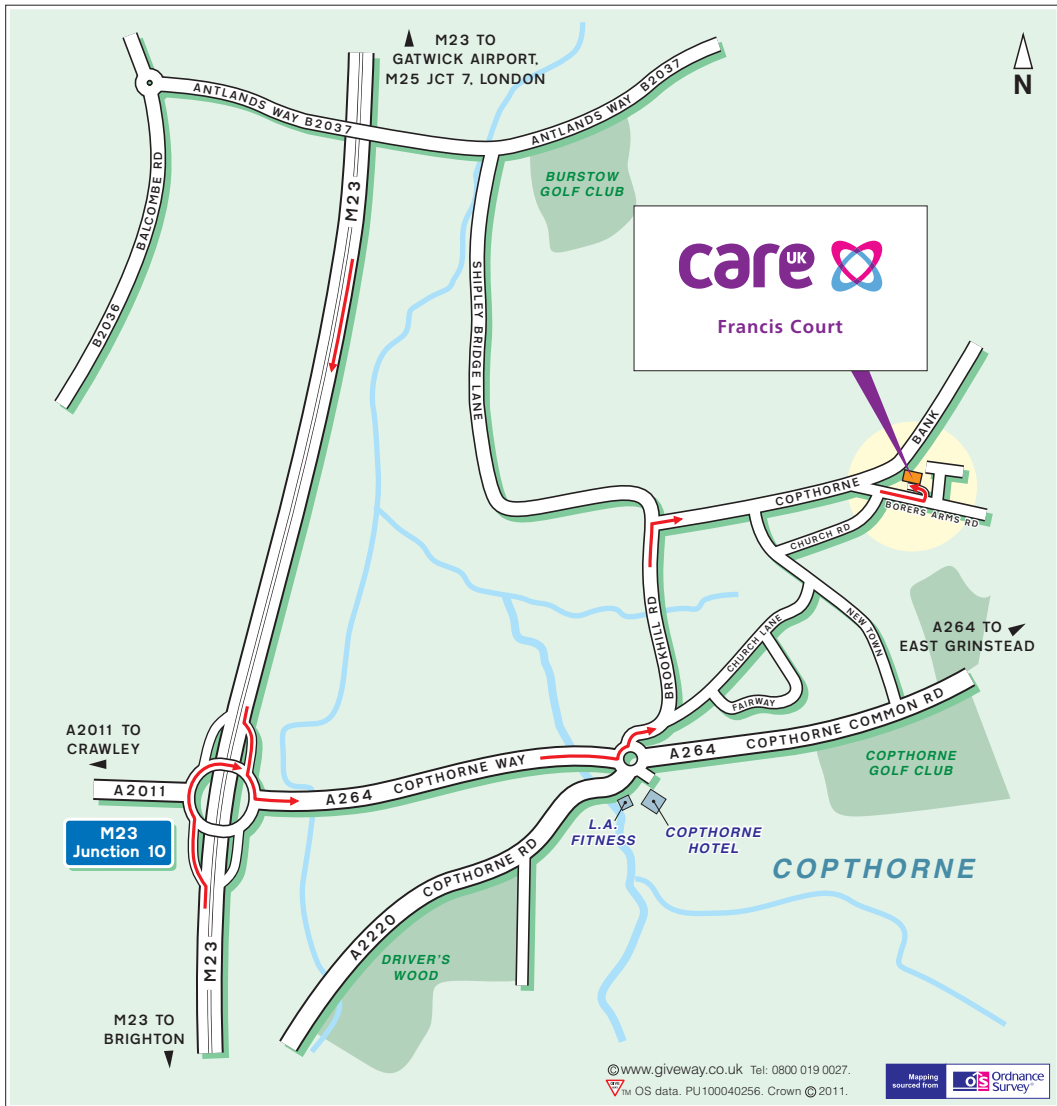 M23 TO
GATWICK AIRPORT,
M25 JCT 7, LONDON
N
ANTLANDS WAY B2037
ANTLANDS WAY B2037
BALCOMBE RD
B2036
M23
BURSTOW
GOLF CLUB
SHIPLEY BRIDGE LANE
care UK
Francis Court
BANK
COPTHORNE
BORERS ARMS RD
CHURCH RD
NEW TOWN
A264 TO
EAST GRINSTEAD
BROOKHILL RD
CHURCH LANE
FAIRWAY
A2011 TO
CRAWLEY
A2011
A264 COPTHORNE WAY
A264 COPTHORNE COMMON RD
COPTHORNE
GOLF CLUB
M23
Junction 10
L.A.
FITNESS
COPTHORNE
HOTEL
COPTHORNE
A2220 COPTHORNE RD
DRIVER'S
WOOD
M23
M23 TO
BRIGHTON
© www.giveway.co.uk Tel: 0800 019 0027.
TM OS data. PU100040256. Crown © 2011.
Mapping
sourced from
OS Ordnance
Survey®